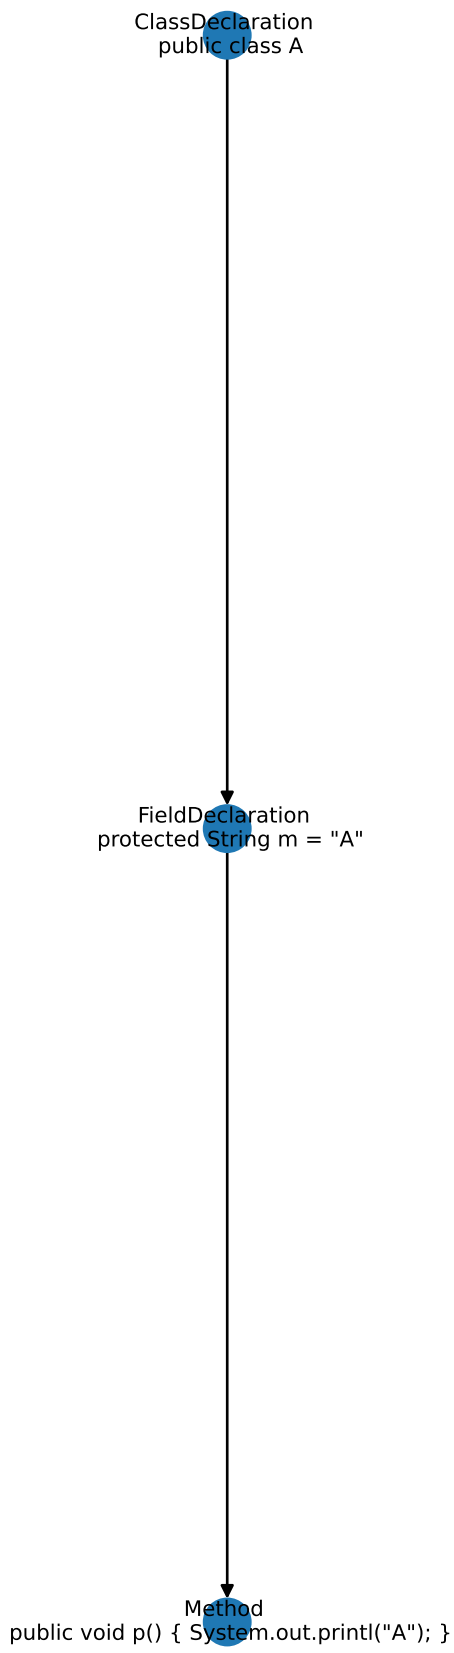 ClassDeclaration
public class A
FieldDeclaration
protected String m = "A"
Method
public void p() { System.out.printl("A"); }